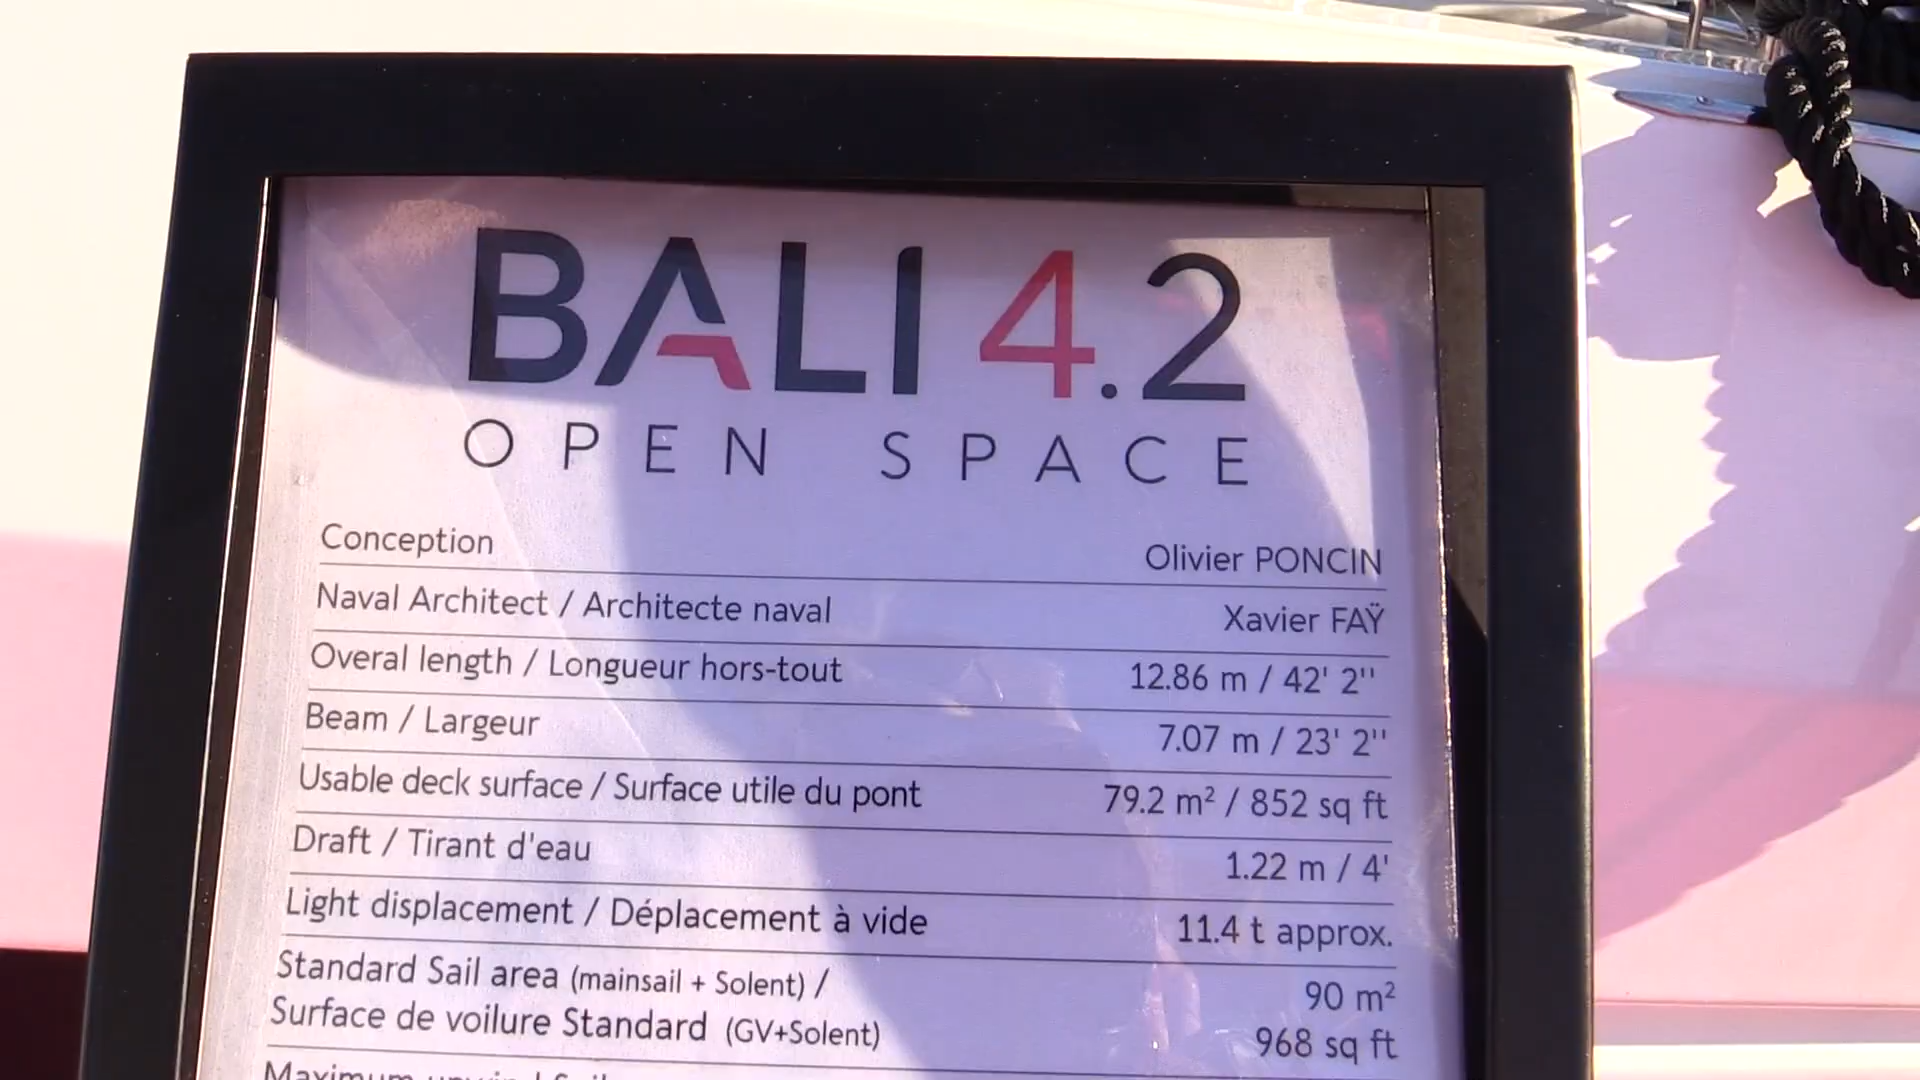 BALI 4.2
OPEN SPACE
Conception Olivier PONCIN
Naval Architect / Architecte naval Xavier FAŸ
Overal length / Longueur hors-tout 12.86 m / 42' 2''
Beam / Largeur 7.07 m / 23' 2''
Usable deck surface / Surface utile du pont 79.2 m² / 852 sq ft
Draft / Tirant d'eau 1.22 m / 4'
Light displacement / Déplacement à vide 11.4 t approx.
Standard Sail area (mainsail + Solent) / 90 m²
Surface de voilure Standard (GV+Solent) 968 sq ft
Maximum